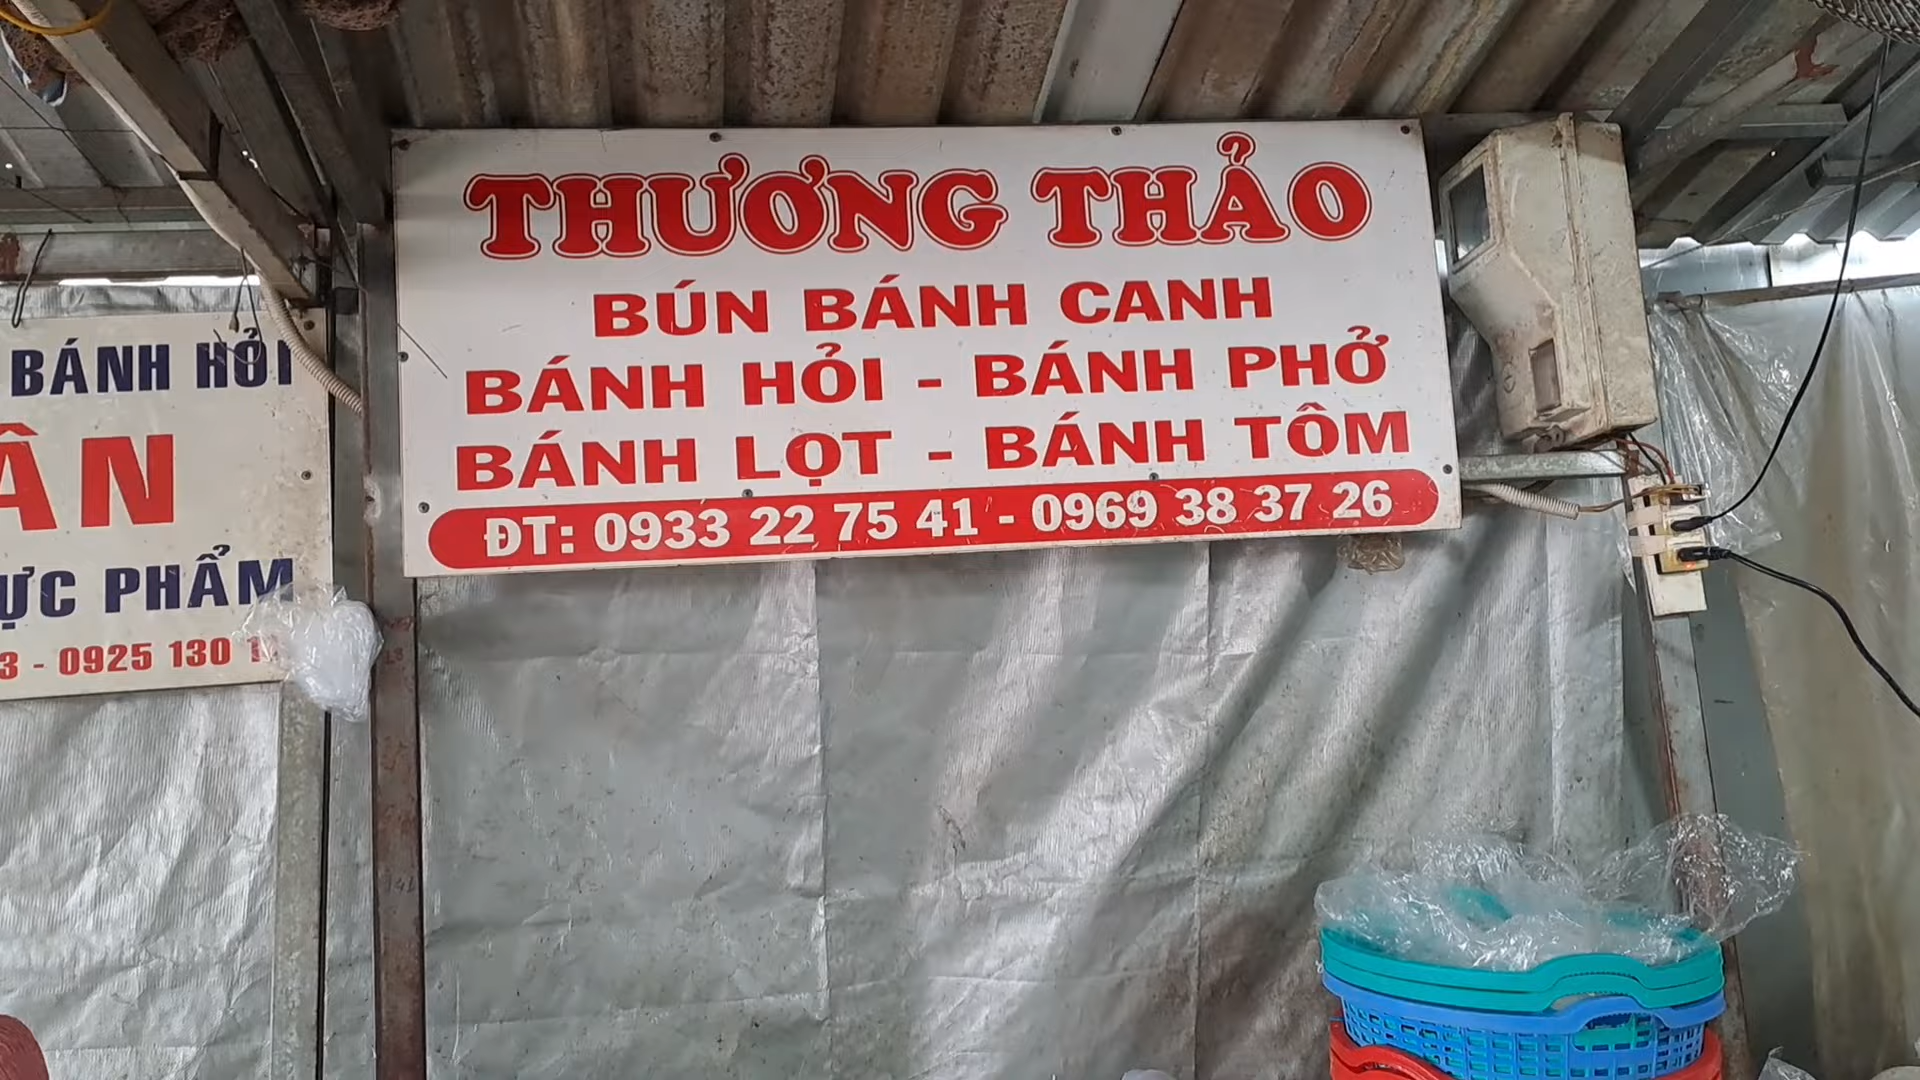 THƯƠNG THẢO
BÚN BÁNH CANH
BÁNH HỎI - BÁNH PHỞ
BÁNH LỌT - BÁNH TÔM
ĐT: 0933 22 75 41 - 0969 38 37 26
BÁNH HỎI
ÂN
ỰC PHẨM
3 - 0925 130